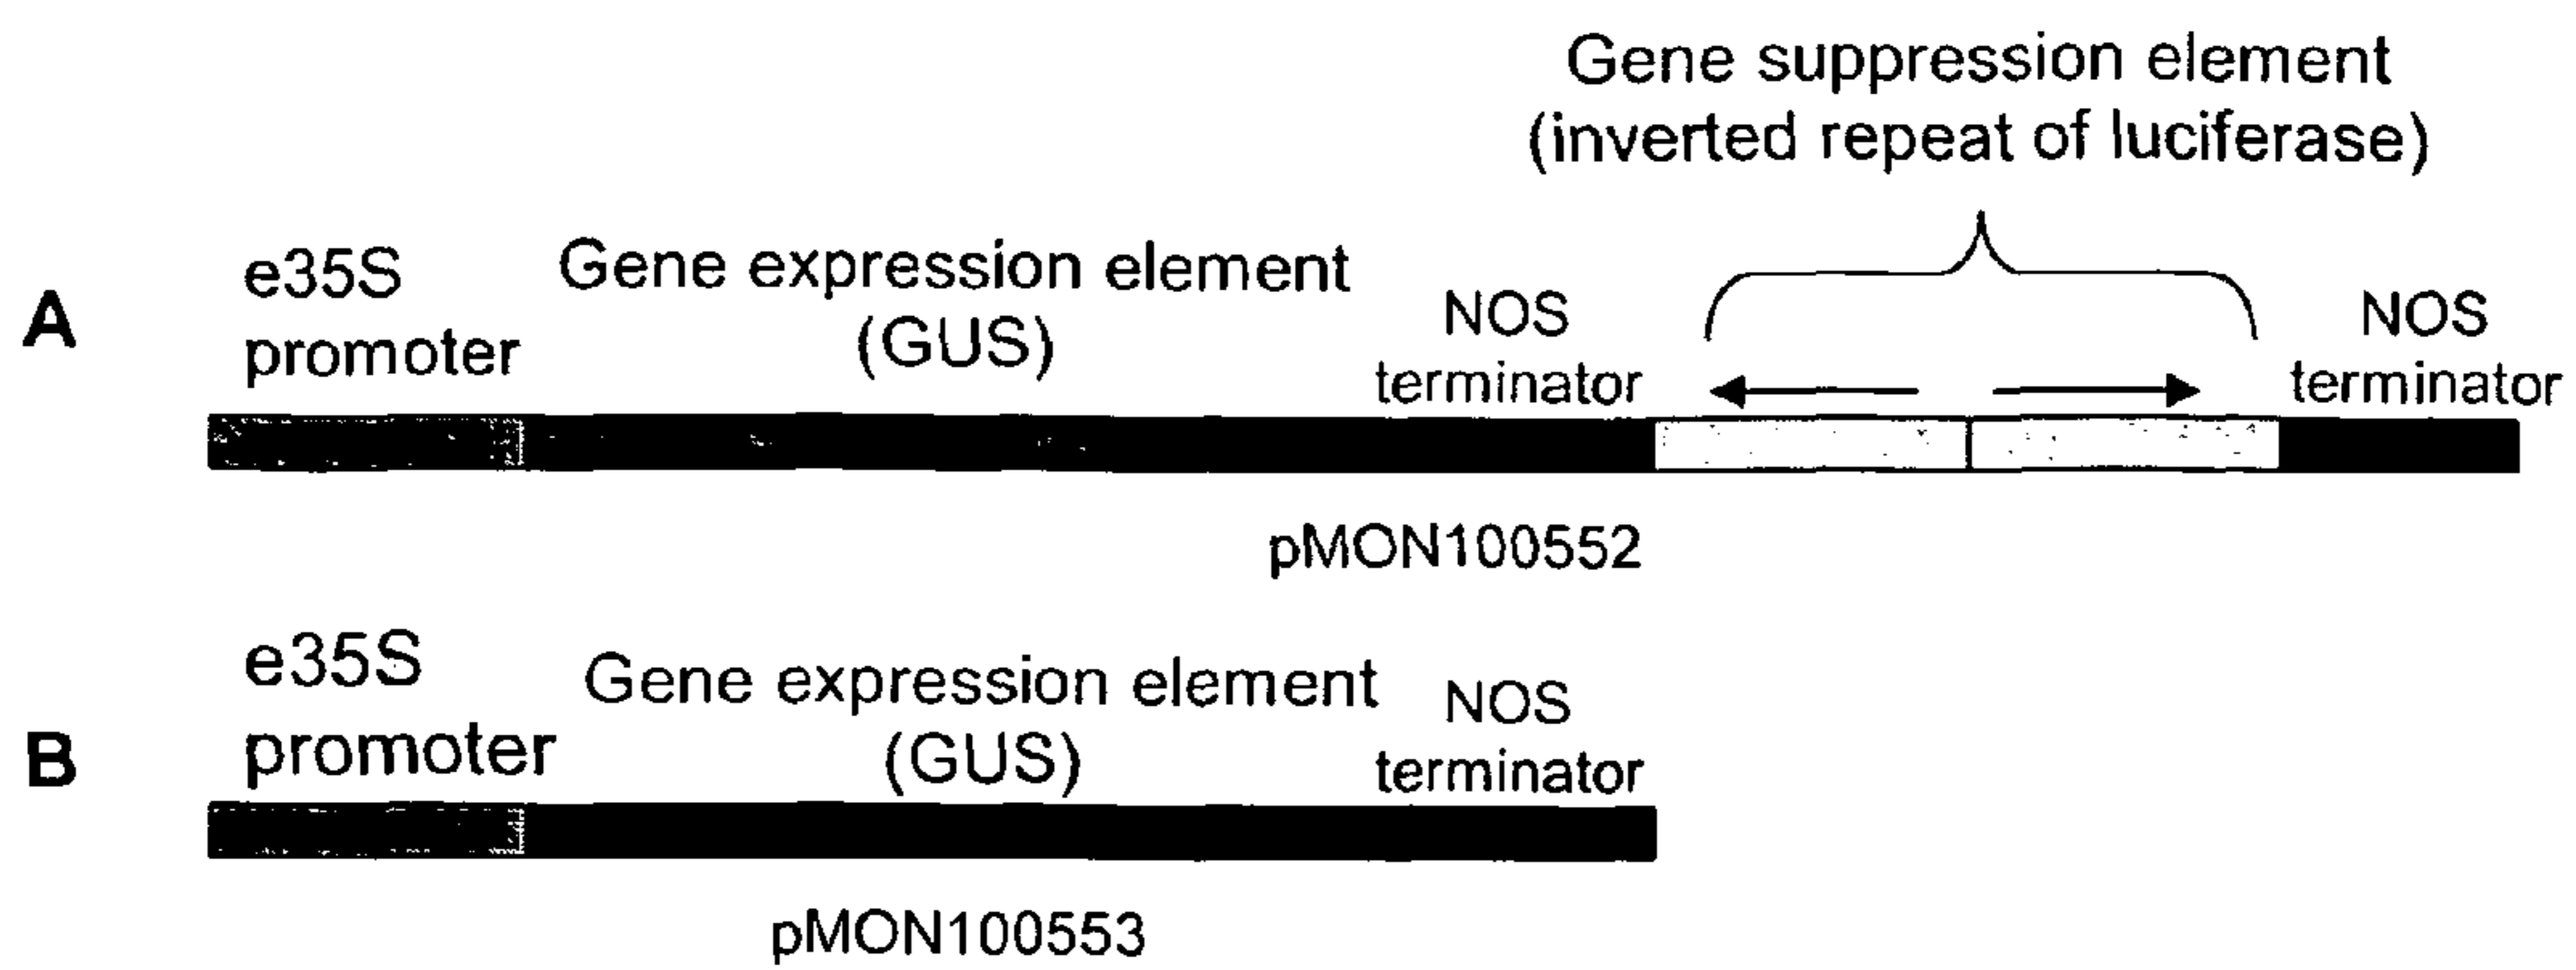 Gene suppression element
(inverted repeat of luciferase)
A
e35S
promoter
Gene expression element
(GUS)
NOS
terminator
NOS
terminator
pMON100552
B
e35S
promoter
Gene expression element
(GUS)
NOS
terminator
pMON100553